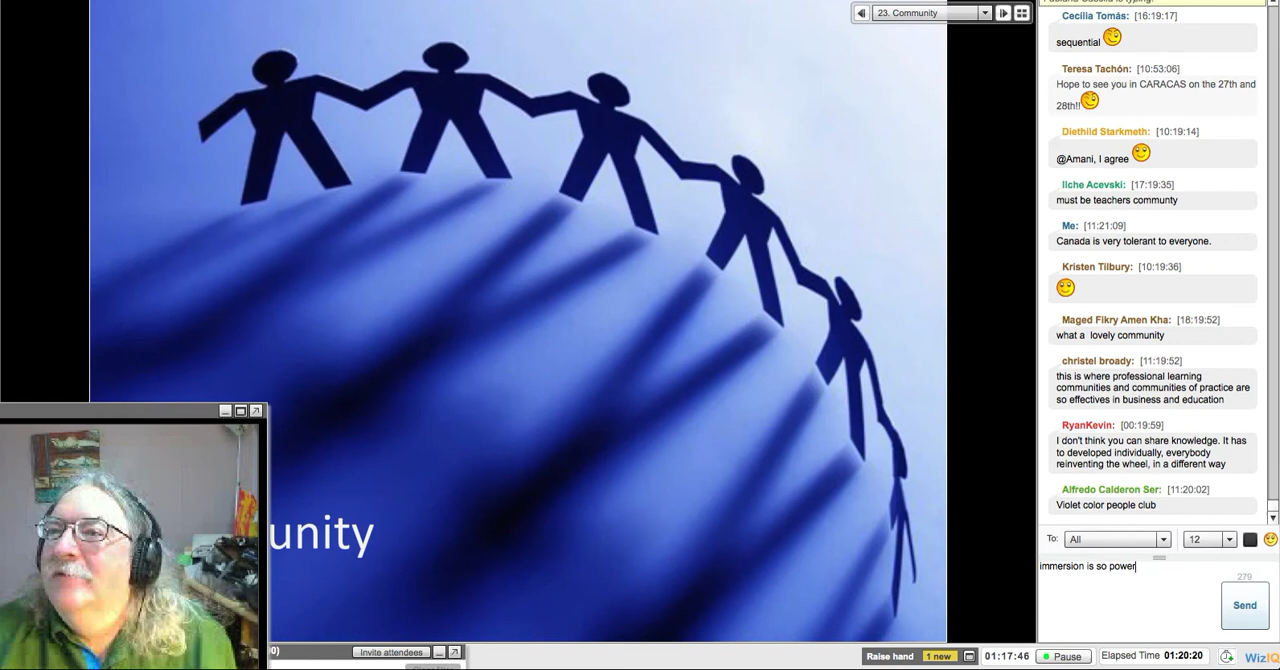 23. Community
unity
Cecília Tomás: [16:19:17]
sequential
Teresa Tachón: [10:53:06]
Hope to see you in CARACAS on the 27th and
28th!!
Diethild Starkmeth: [10:19:14]
@Amani, I agree
Ilche Acevski: [17:19:35]
must be teachers communty
Me: [11:21:09]
Canada is very tolerant to everyone.
Kristen Tilbury: [10:19:36]
Maged Fikry Amen Kha: [18:19:52]
what a lovely community
christel broady: [11:19:52]
this is where professional learning
communities and communities of practice are
so effectives in business and education
RyanKevin: [00:19:59]
I don't think you can share knowledge. It has
to developed individually, everybody
reinventing the wheel, in a different way
Alfredo Calderon Ser: [11:20:02]
Violet color people club
To: All 12
immersion is so power
279
Send
0) Invite attendees
Raise hand 1 new 01:17:46 Pause Elapsed Time 01:20:20 WizIQ